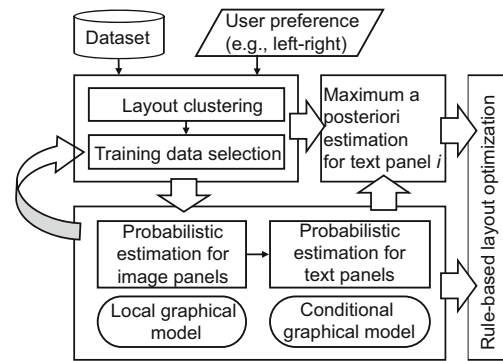 Dataset
User preference
(e.g., left-right)
Layout clustering
Training data selection
Maximum a
posteriori
estimation
for text panel i
Probabilistic
estimation for
image panels
Probabilistic
estimation for
text panels
Local graphical
model
Conditional
graphical model
Rule-based layout optimization